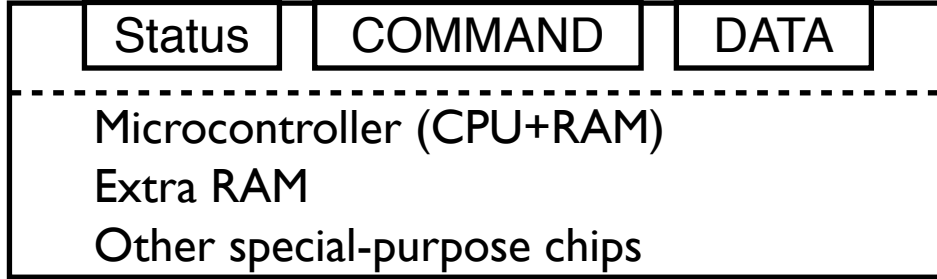 Status COMMAND DATA
Microcontroller (CPU+RAM)
Extra RAM
Other special-purpose chips